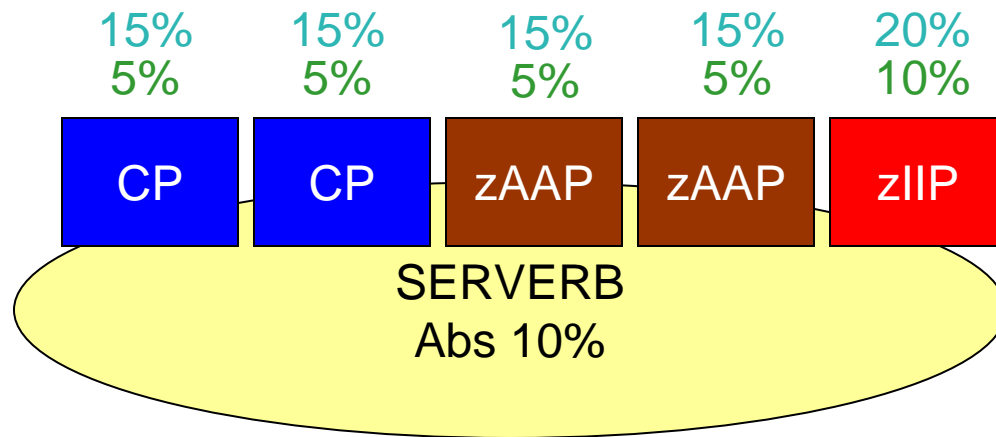 15% 15% 15% 15% 20%
5% 5% 5% 5% 10%
CP CP zAAP zAAP zIIP
SERVERB
Abs 10%